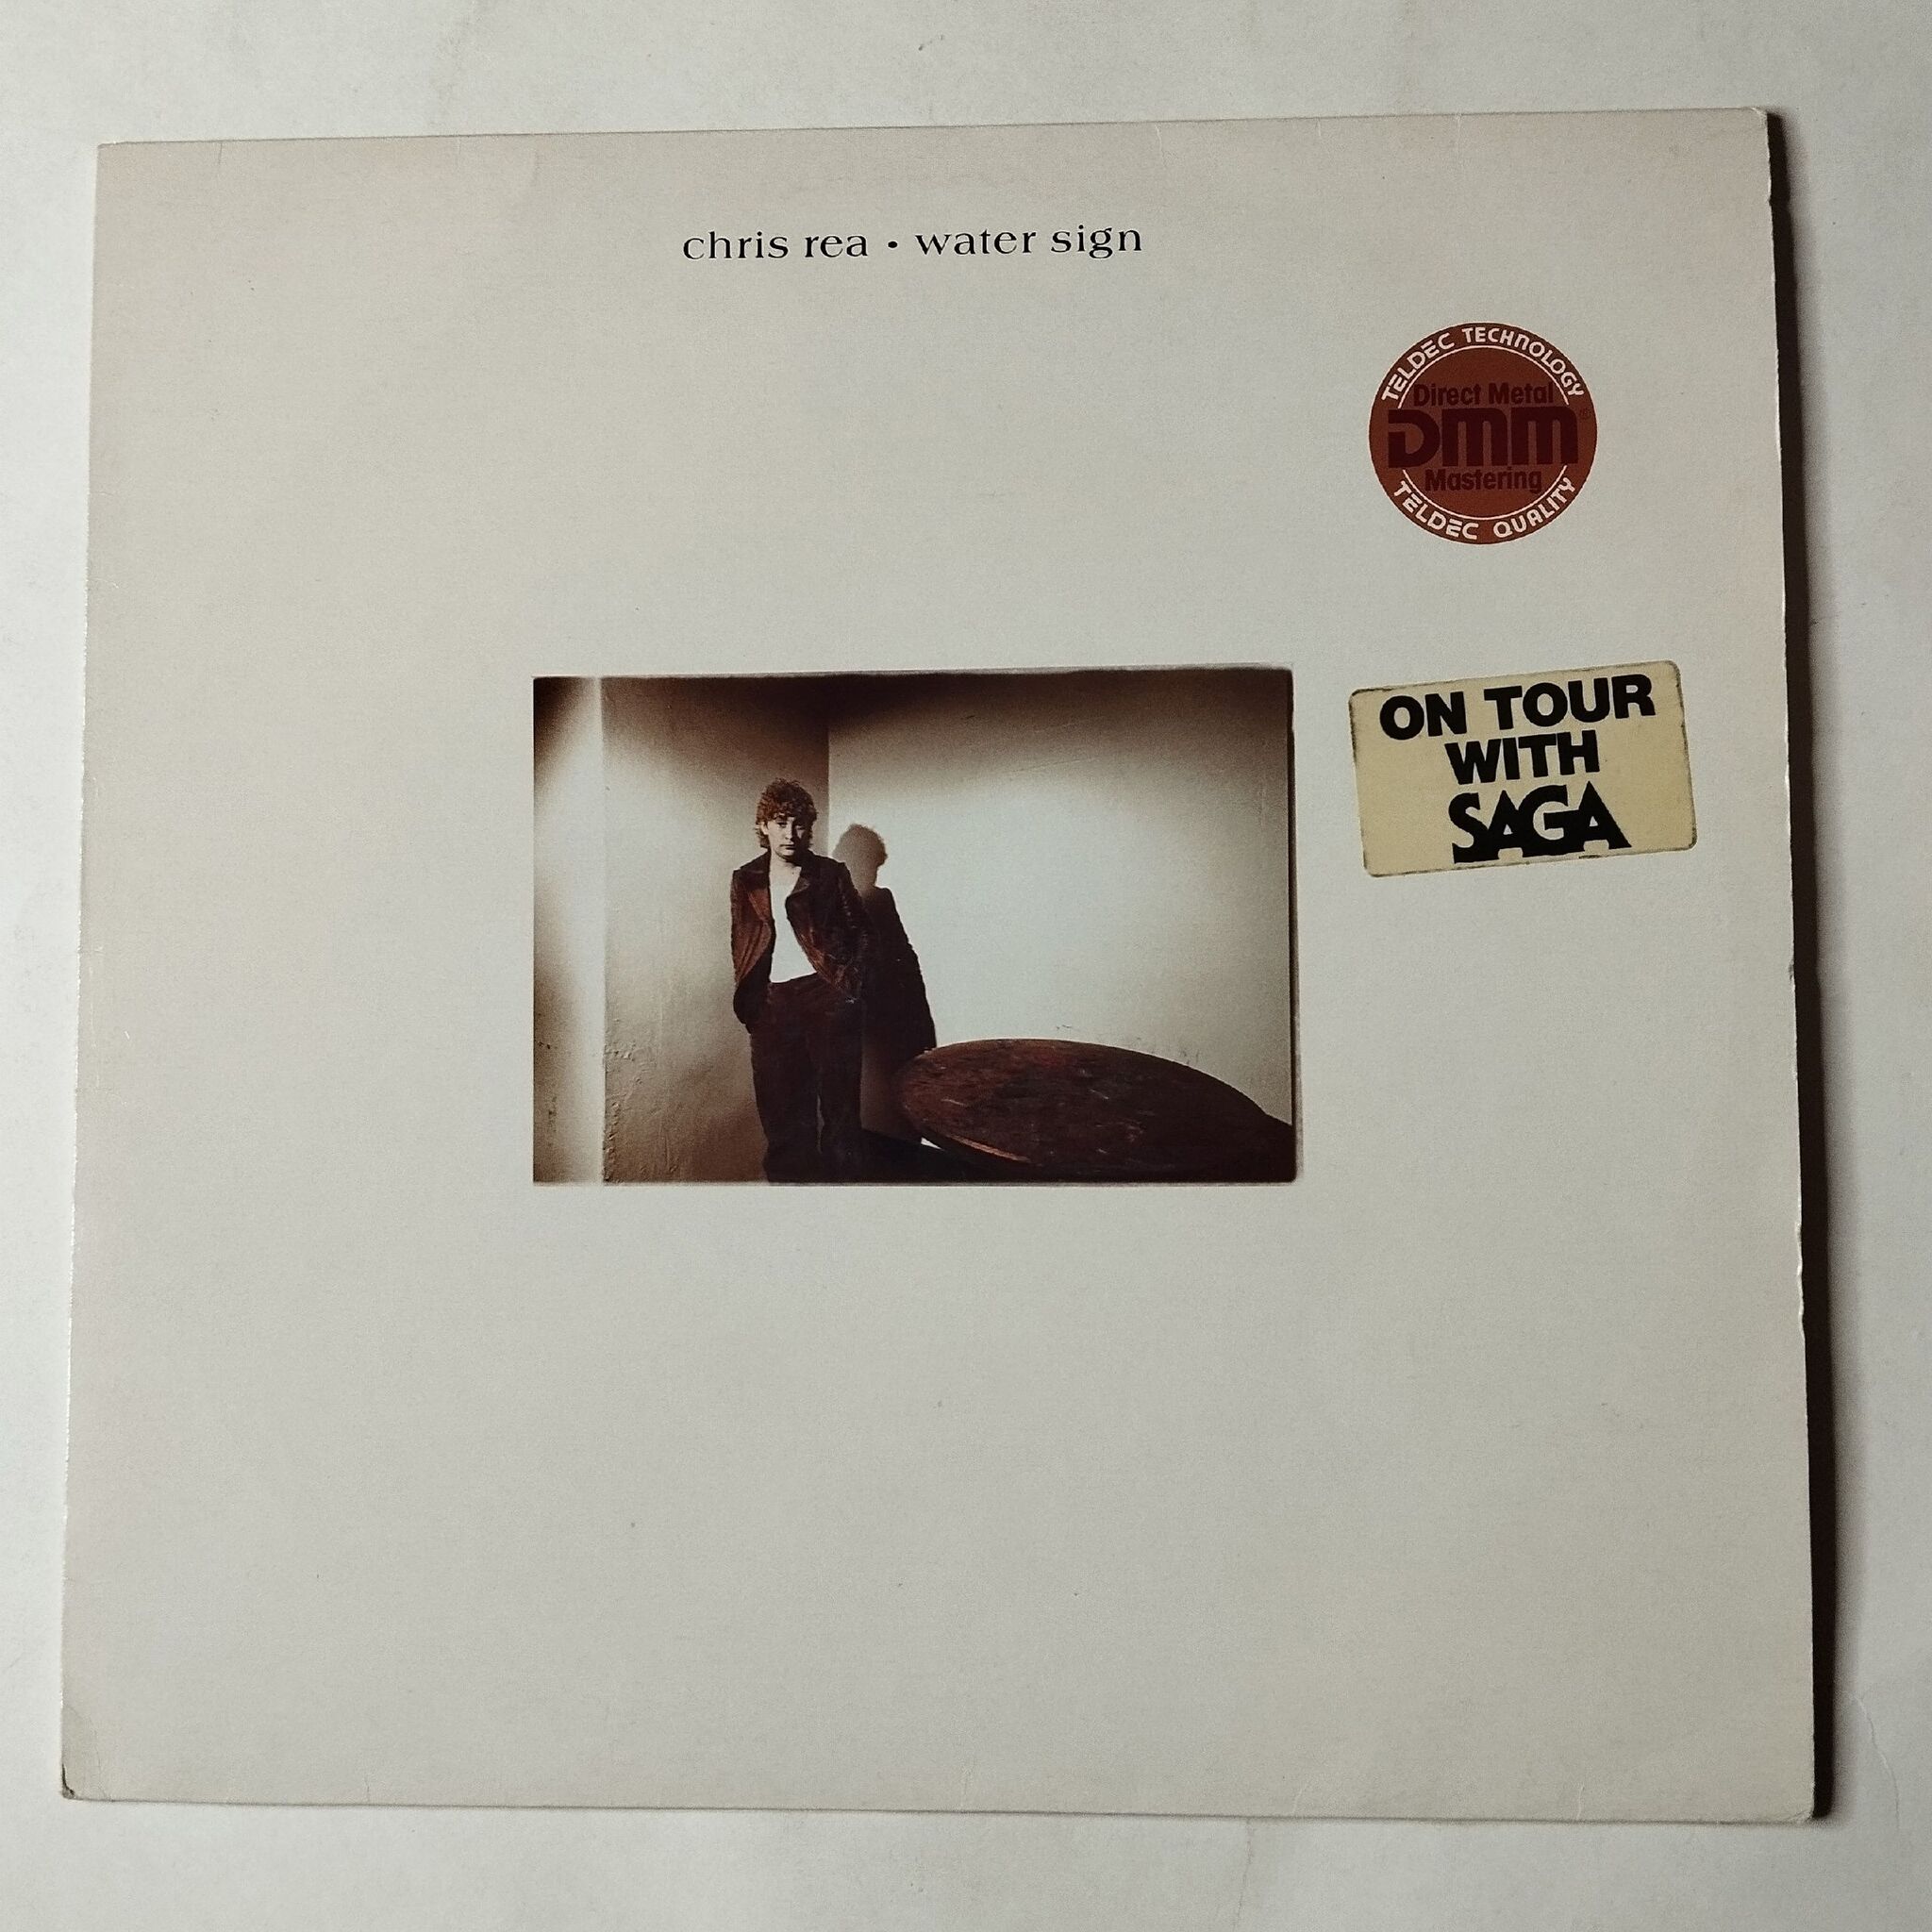 chris rea • water sign
TELDEC TECHNOLOGY
Direct Metal
DMM
Mastering
TELDEC QUALITY
ON TOUR
WITH
SAGA